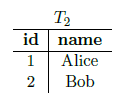 T2
id name
1 Alice
2 Bob